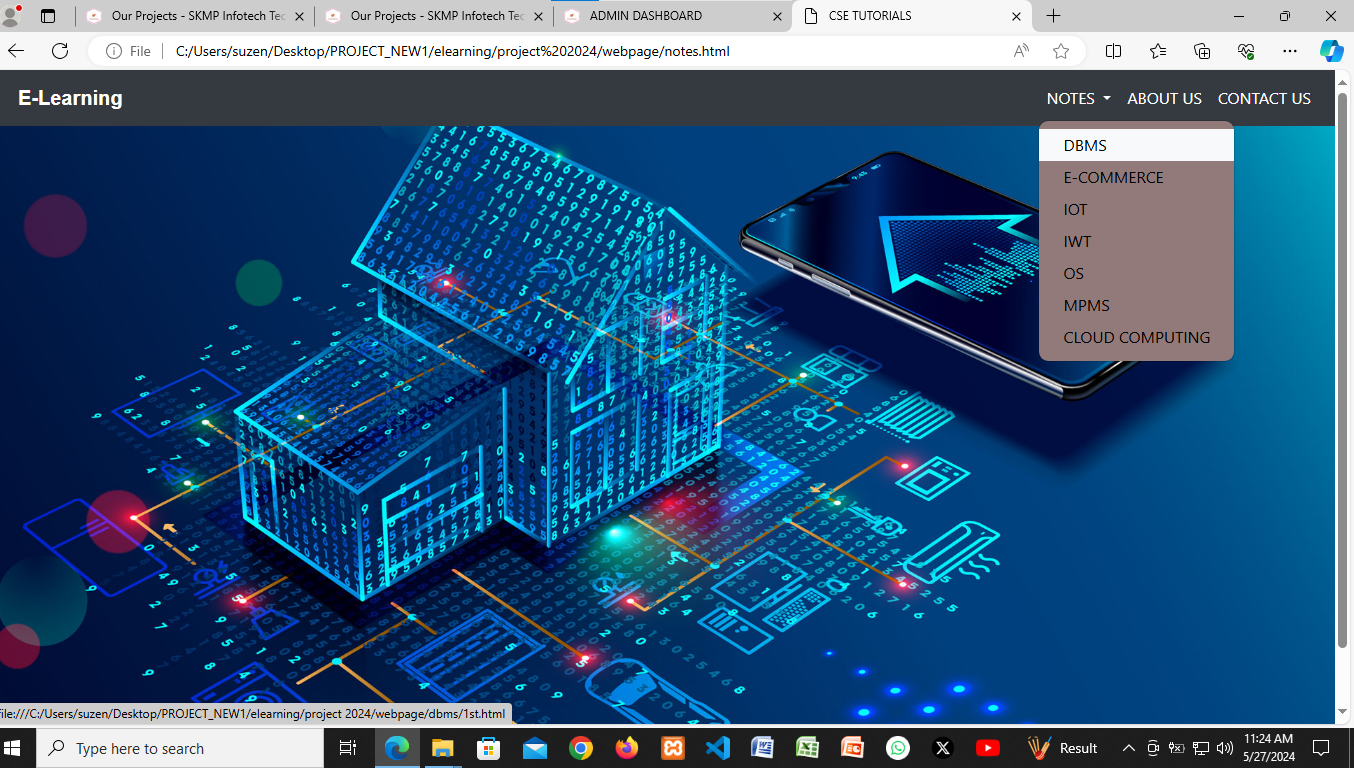 Our Projects - SKMP Infotech Tec
Our Projects - SKMP Infotech Tec
ADMIN DASHBOARD
CSE TUTORIALS
File
C:/Users/suzen/Desktop/PROJECT_NEW1/elearning/project%202024/webpage/notes.html
E-Learning
NOTES
ABOUT US
CONTACT US
DBMS
E-COMMERCE
IOT
IWT
OS
MPMS
CLOUD COMPUTING
file:///C:/Users/suzen/Desktop/PROJECT_NEW1/elearning/project 2024/webpage/dbms/1st.html
Type here to search
Result
11:24 AM
5/27/2024